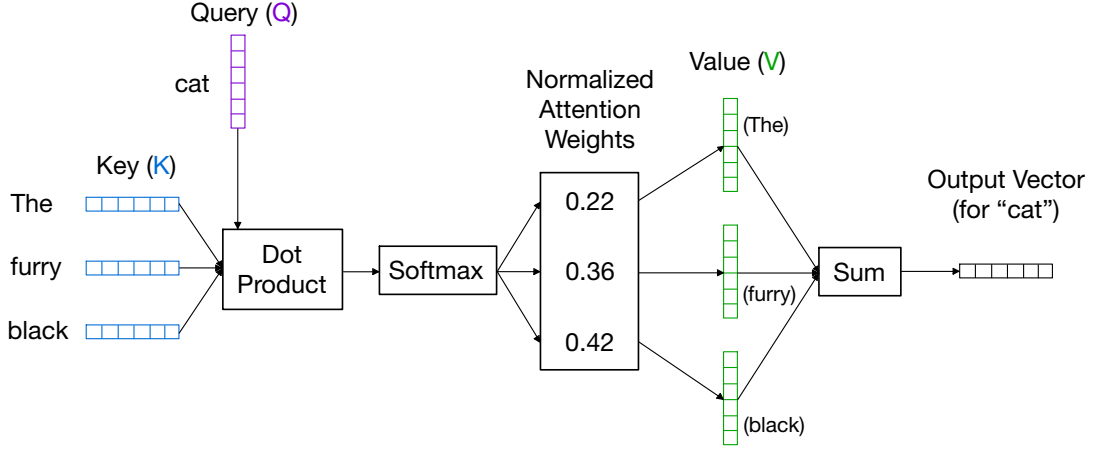 Query (Q)
cat
Key (K)
The
furry
black
Dot
Product
Softmax
Normalized
Attention
Weights
0.22
0.36
0.42
Value (V)
(The)
(furry)
(black)
Sum
Output Vector
(for “cat”)